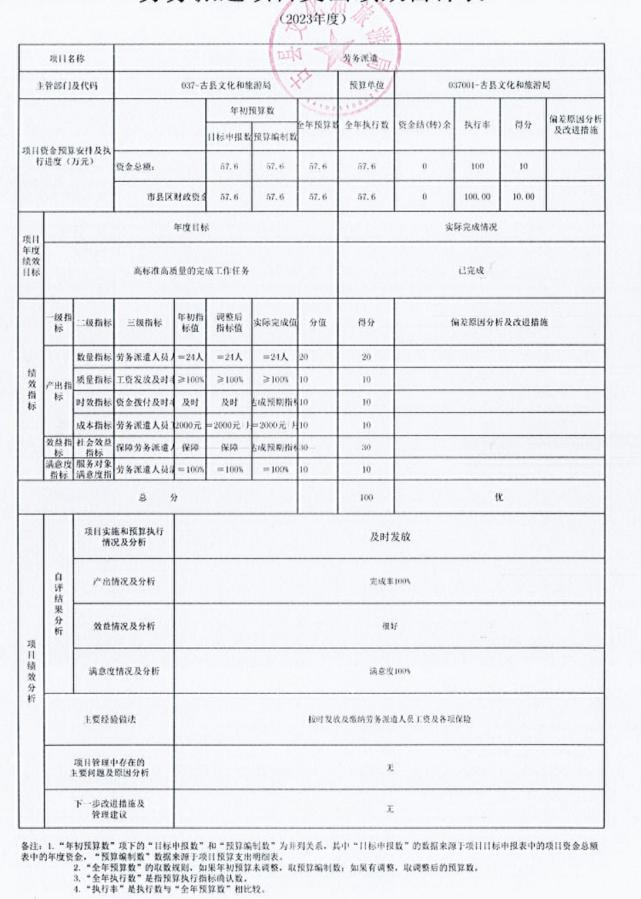 (2023年度)
项目名称 劳务派遣
主管部门及代码 037-古县文化和旅游局 预算单位 037001-古县文化和旅游局
项目资金预算安排及执行进度（万元） 年初预算数 全年预算数 全年执行数 资金结(转)余 执行率 得分 偏差原因分析及改进措施
目标申报数 预算编制数
资金总额： 57.6 57.6 57.6 57.6 0 100 10
市县区财政资金 57.6 57.6 57.6 57.6 0 100.00 10.00
项目年度绩效目标 年度目标 实际完成情况
高标准高质量的完成工作任务 已完成
绩效指标 一级指标 二级指标 三级指标 年初指标值 调整后指标值 实际完成值 分值 得分 偏差原因分析及改进措施
产出指标 数量指标 劳务派遣人员 =24人 =24人 =24人 20 20
质量指标 工资发放及时 ≥100% ≥100% ≥100% 10 10
时效指标 资金拨付及时 及时 及时 达成预期指标 10 10
成本指标 劳务派遣人员 2000元 =2000元 =2000元 10 10
效益指标 社会效益指标 保障劳务派遣 保障 保障 达成预期指标 30 30
满意度指标 服务对象满意度指 劳务派遣人员 =100% =100% =100% 10 10
总 分 100 优
项目绩效分析 自评结果分析 项目实施和预算执行情况及分析 及时发放
产出情况及分析 完成率100%
效益情况及分析 很好
满意度情况及分析 满意度100%
主要经验做法 按时发放及缴纳劳务派遣人员工资及各项保险
项目管理中存在的主要问题及原因分析 无
下一步改进措施及管理建议 无
备注：1.“年初预算数”项下的“目标申报数”和“预算编制数”为并列关系，其中“目标申报数”的数据来源于项目目标申报表中的项目资金总额
表中的年度资金，“预算编制数”数据来源于项目预算支出明细表。
2.“全年预算数”的取数规则，如果年初预算未调整，取预算编制数；如果有调整，取调整后的预算数。
3.“全年执行数”是指预算执行指标确认数。
4.“执行率”是执行数与“全年预算数”相比较。